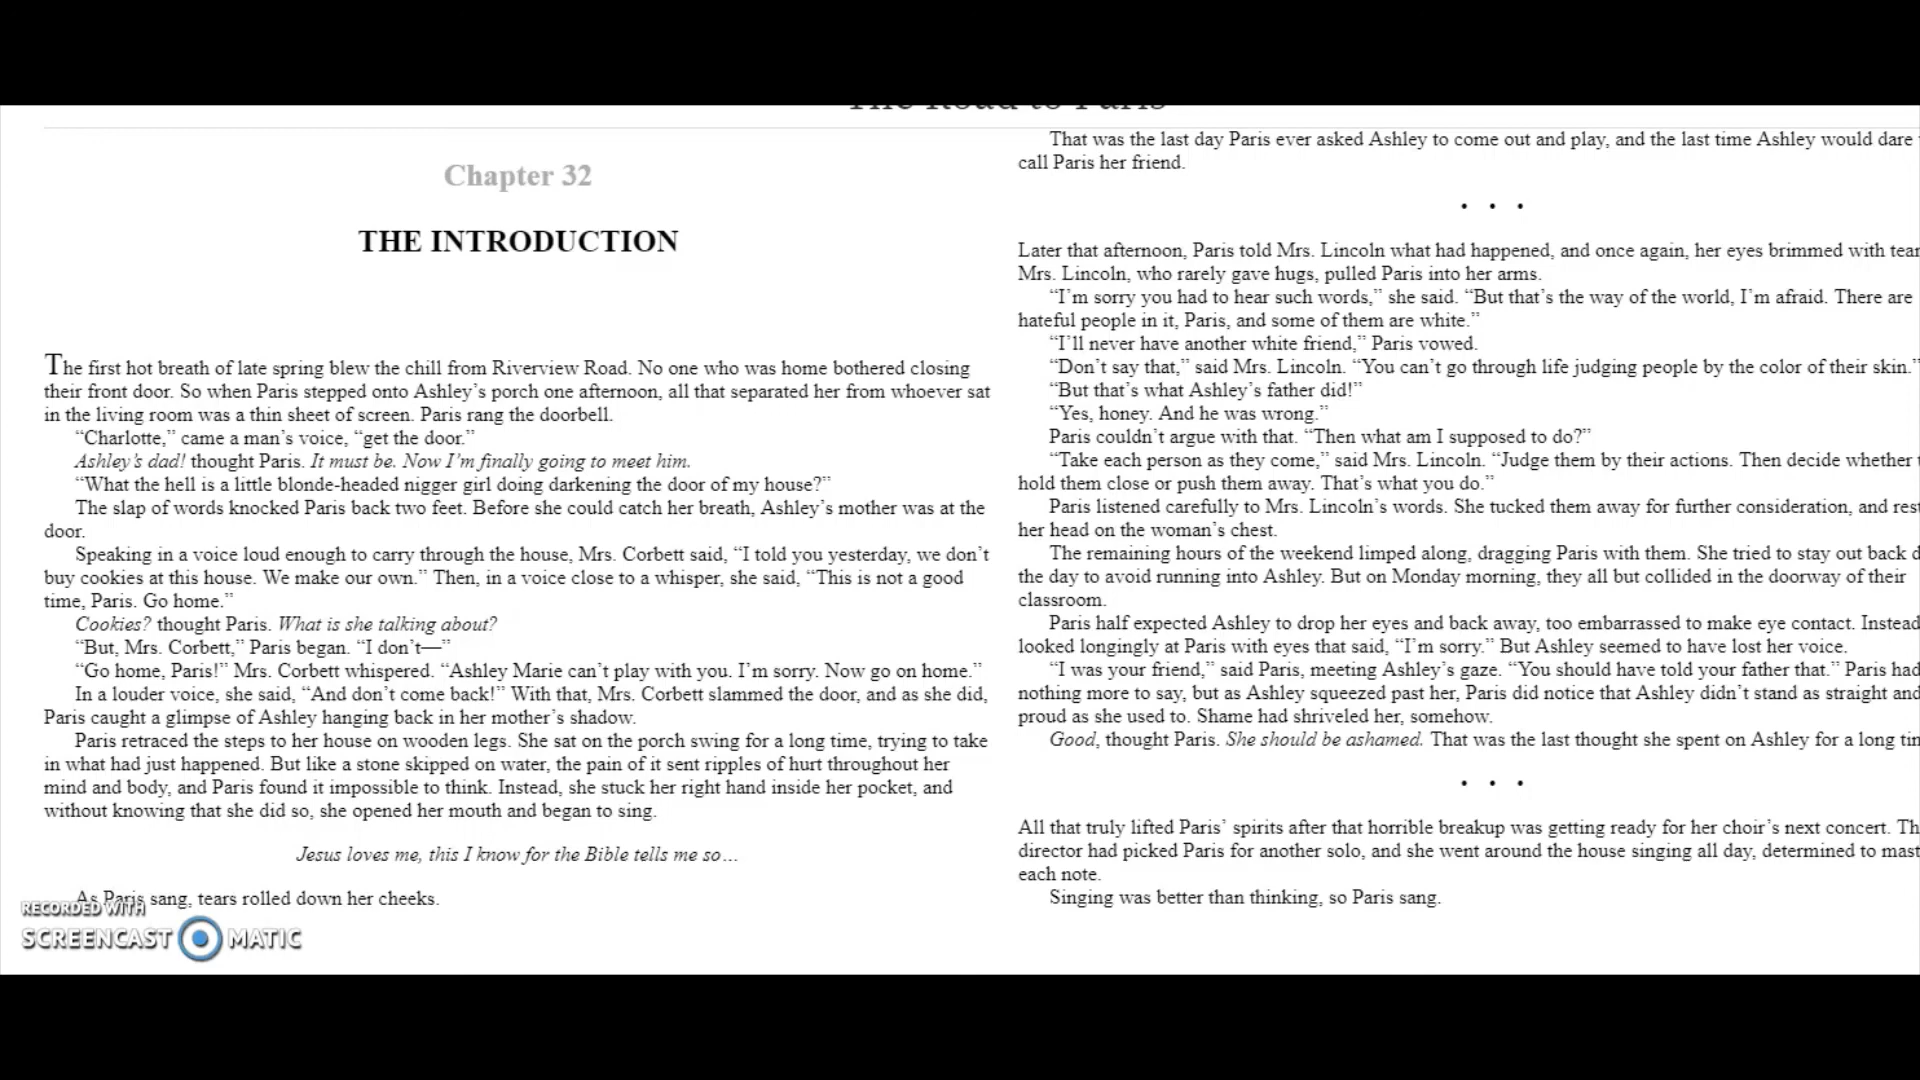 The Road to Paris
Chapter 32
THE INTRODUCTION
The first hot breath of late spring blew the chill from Riverview Road. No one who was home bothered closing
their front door. So when Paris stepped onto Ashley’s porch one afternoon, all that separated her from whoever sat
in the living room was a thin sheet of screen. Paris rang the doorbell.
“Charlotte,” came a man’s voice, “get the door.”
Ashley’s dad! thought Paris. It must be. Now I’m finally going to meet him.
“What the hell is a little blonde-headed nigger girl doing darkening the door of my house?”
The slap of words knocked Paris back two feet. Before she could catch her breath, Ashley’s mother was at the
door.
Speaking in a voice loud enough to carry through the house, Mrs. Corbett said, “I told you yesterday, we don’t
buy cookies at this house. We make our own.” Then, in a voice close to a whisper, she said, “This is not a good
time, Paris. Go home.”
Cookies? thought Paris. What is she talking about?
“But, Mrs. Corbett,” Paris began. “I don’t—”
“Go home, Paris!” Mrs. Corbett whispered. “Ashley Marie can’t play with you. I’m sorry. Now go on home.”
In a louder voice, she said, “And don’t come back!” With that, Mrs. Corbett slammed the door, and as she did,
Paris caught a glimpse of Ashley hanging back in her mother’s shadow.
Paris retraced the steps to her house on wooden legs. She sat on the porch swing for a long time, trying to take
in what had just happened. But like a stone skipped on water, the pain of it sent ripples of hurt throughout her
mind and body, and Paris found it impossible to think. Instead, she stuck her right hand inside her pocket, and
without knowing that she did so, she opened her mouth and began to sing.
Jesus loves me, this I know for the Bible tells me so…
As Paris sang, tears rolled down her cheeks.
RECORDED WITH
SCREENCAST MATIC
That was the last day Paris ever asked Ashley to come out and play, and the last time Ashley would dare
call Paris her friend.
• • •
Later that afternoon, Paris told Mrs. Lincoln what had happened, and once again, her eyes brimmed with tear
Mrs. Lincoln, who rarely gave hugs, pulled Paris into her arms.
“I’m sorry you had to hear such words,” she said. “But that’s the way of the world, I’m afraid. There are
hateful people in it, Paris, and some of them are white.”
“I’ll never have another white friend,” Paris vowed.
“Don’t say that,” said Mrs. Lincoln. “You can’t go through life judging people by the color of their skin.”
“But that’s what Ashley’s father did!”
“Yes, honey. And he was wrong.”
Paris couldn’t argue with that. “Then what am I supposed to do?”
“Take each person as they come,” said Mrs. Lincoln. “Judge them by their actions. Then decide whether
hold them close or push them away. That’s what you do.”
Paris listened carefully to Mrs. Lincoln’s words. She tucked them away for further consideration, and rest
her head on the woman’s chest.
The remaining hours of the weekend limped along, dragging Paris with them. She tried to stay out back d
the day to avoid running into Ashley. But on Monday morning, they all but collided in the doorway of their
classroom.
Paris half expected Ashley to drop her eyes and back away, too embarrassed to make eye contact. Instead
looked longingly at Paris with eyes that said, “I’m sorry.” But Ashley seemed to have lost her voice.
“I was your friend,” said Paris, meeting Ashley’s gaze. “You should have told your father that.” Paris had
nothing more to say, but as Ashley squeezed past her, Paris did notice that Ashley didn’t stand as straight and
proud as she used to. Shame had shriveled her, somehow.
Good, thought Paris. She should be ashamed. That was the last thought she spent on Ashley for a long tim
• • •
All that truly lifted Paris’ spirits after that horrible breakup was getting ready for her choir’s next concert. Th
director had picked Paris for another solo, and she went around the house singing all day, determined to mast
each note.
Singing was better than thinking, so Paris sang.